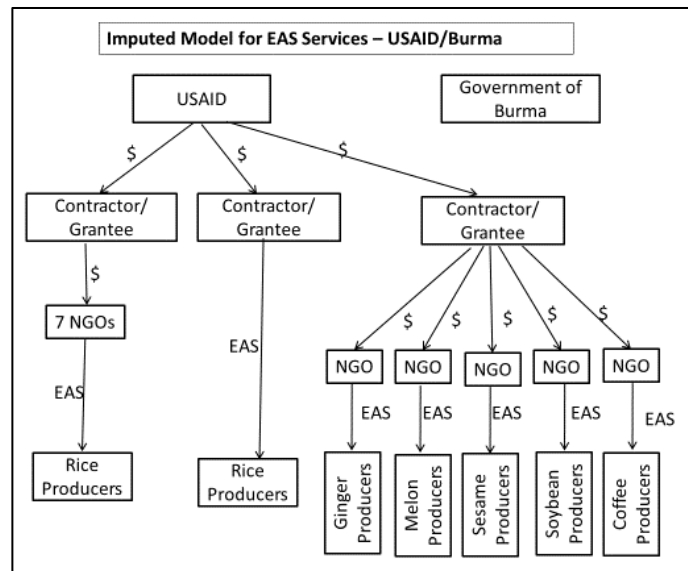 Imputed Model for EAS Services – USAID/Burma
USAID
Government of
Burma
$
$
$
Contractor/
Grantee
Contractor/
Grantee
Contractor/
Grantee
$
7 NGOs
EAS
Rice
Producers
EAS
Rice
Producers
$
$
$
$
$
NGO
NGO
NGO
NGO
NGO
EAS
EAS
EAS
EAS
EAS
Ginger
Producers
Melon
Producers
Sesame
Producers
Soybean
Producers
Coffee
Producers